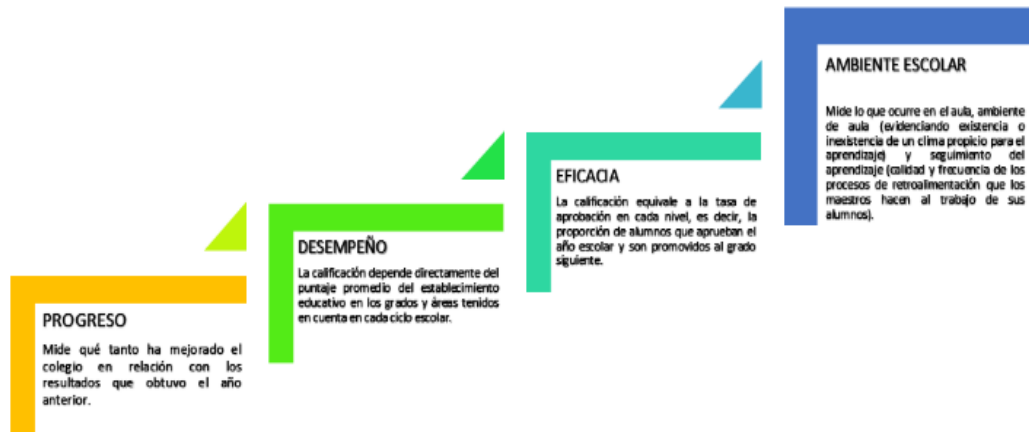 PROGRESO
Mide qué tanto ha mejorado el
colegio en relación con los
resultados que obtuvo el año
anterior.
DESEMPEÑO
La calificación depende directamente del
puntaje promedio del establecimiento
educativo en los grados y áreas tenidos
en cuenta en cada ciclo escolar.
EFICACIA
La calificación equivale a la tasa de
aprobación en cada nivel, es decir, la
proporción de alumnos que aprueban el
año escolar y son promovidos al grado
siguiente.
AMBIENTE ESCOLAR
Mide lo que ocurre en el aula, ambiente
de aula (evidenciando existencia o
inexistencia de un clima propicio para el
aprendizaje) y seguimiento del
aprendizaje (calidad y frecuencia de los
procesos de retroalimentación que los
maestros hacen al trabajo de sus
alumnos).